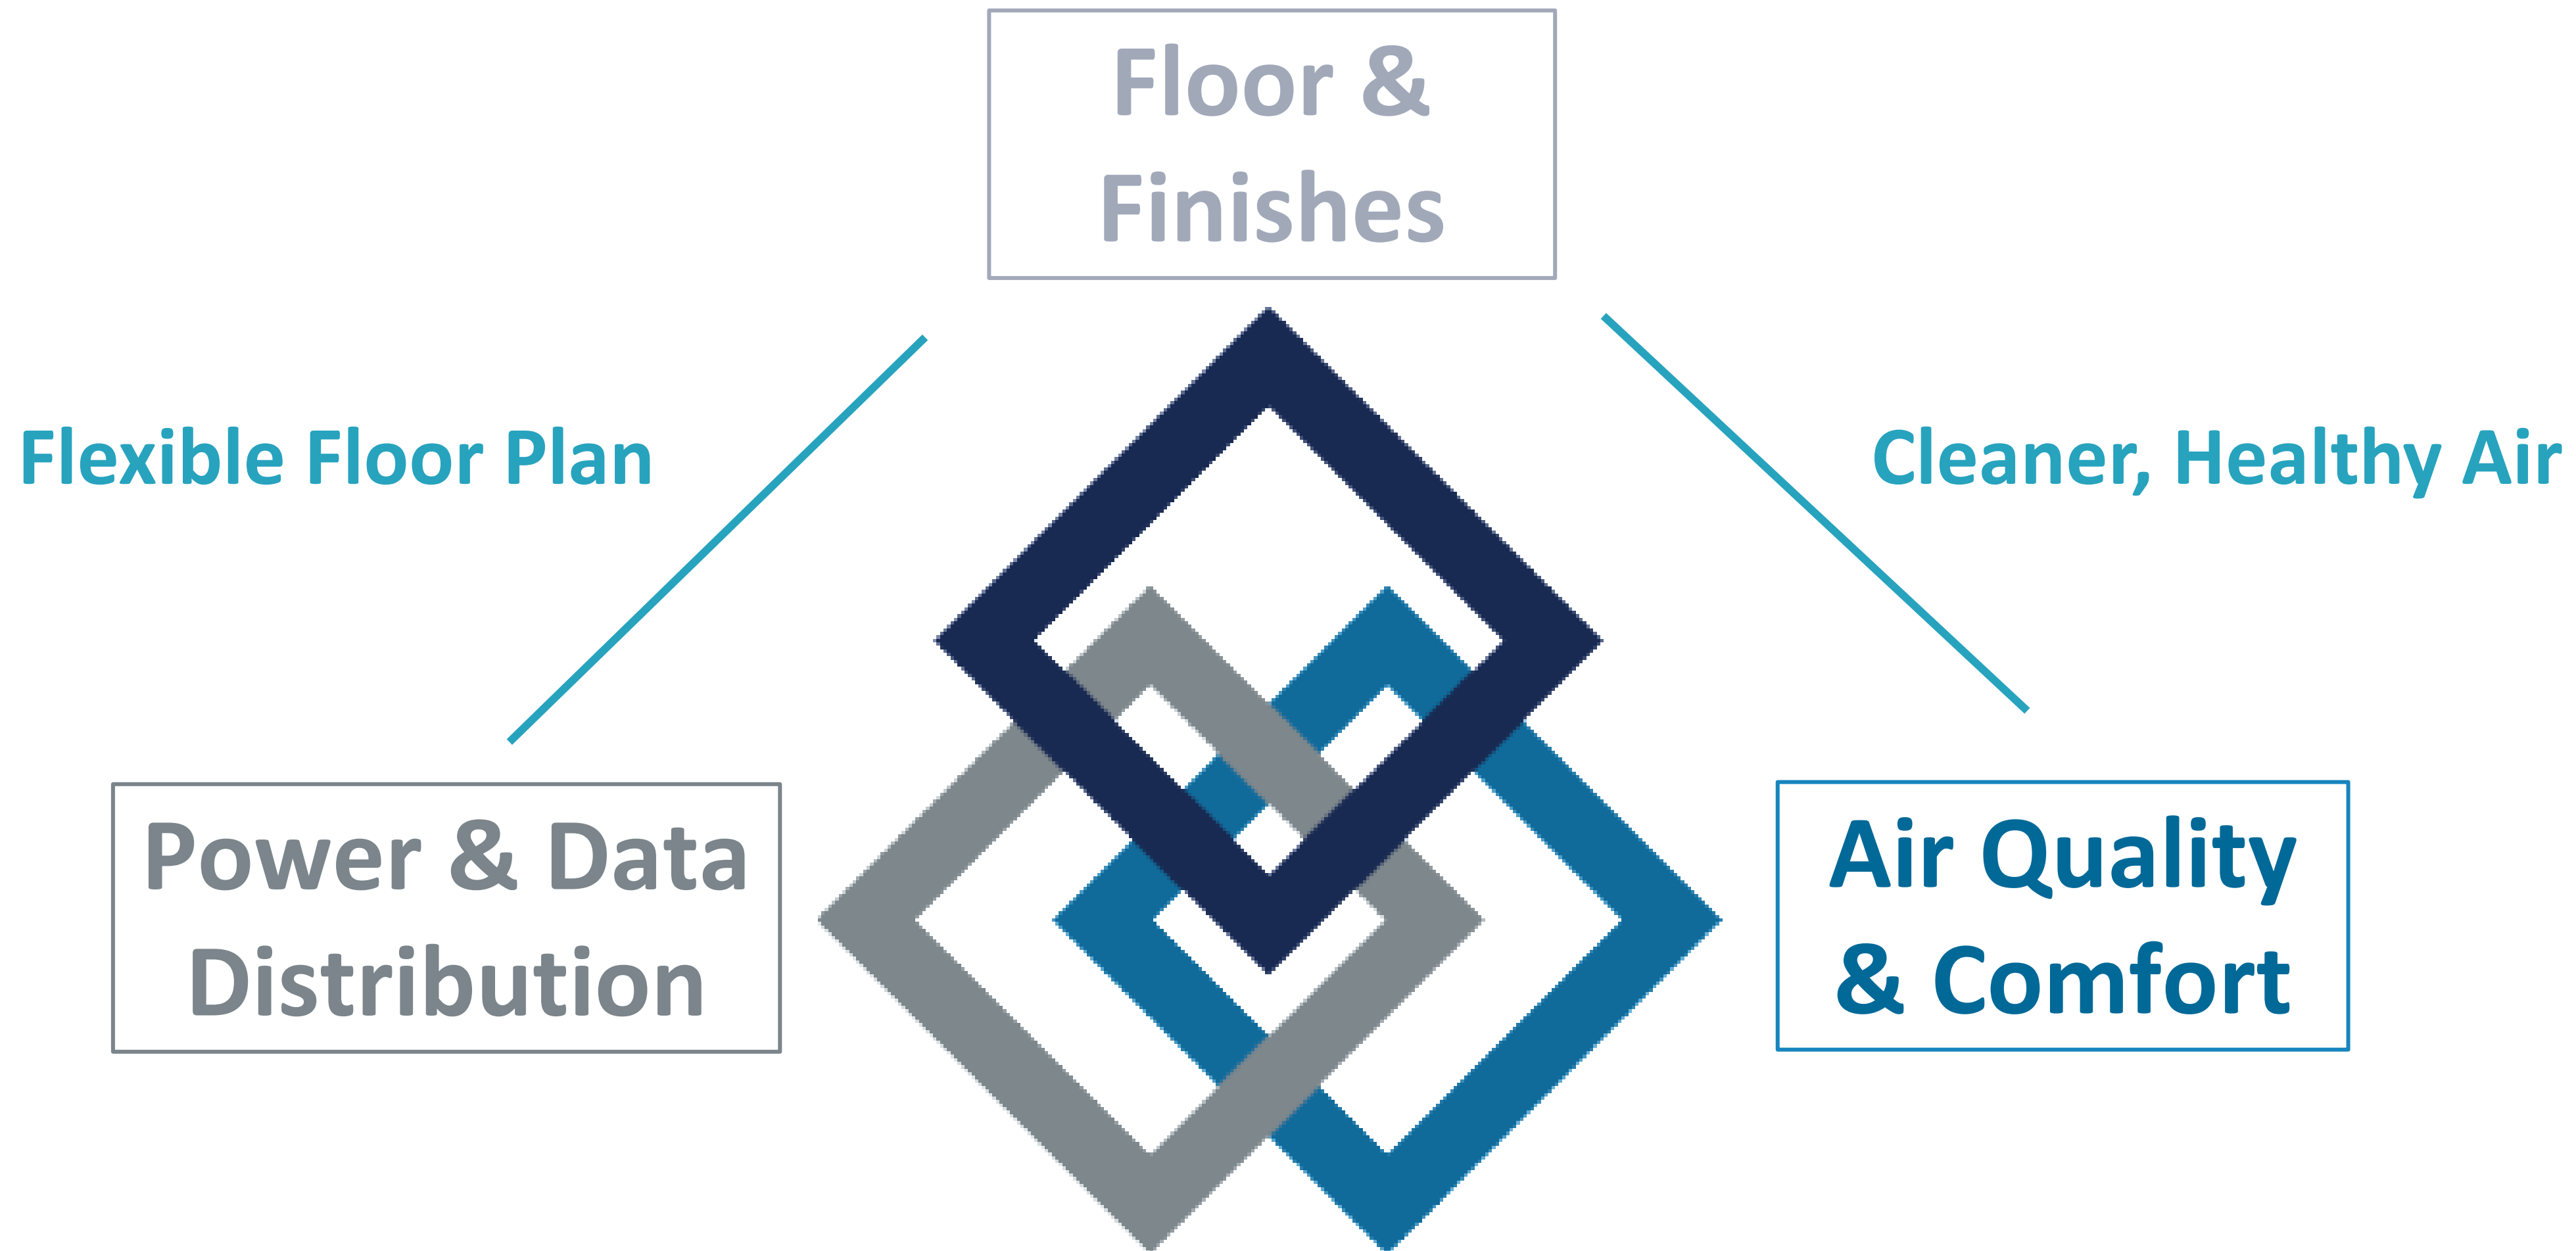 Floor &
Finishes
Flexible Floor Plan
Cleaner, Healthy Air
Power & Data
Distribution
Air Quality
& Comfort